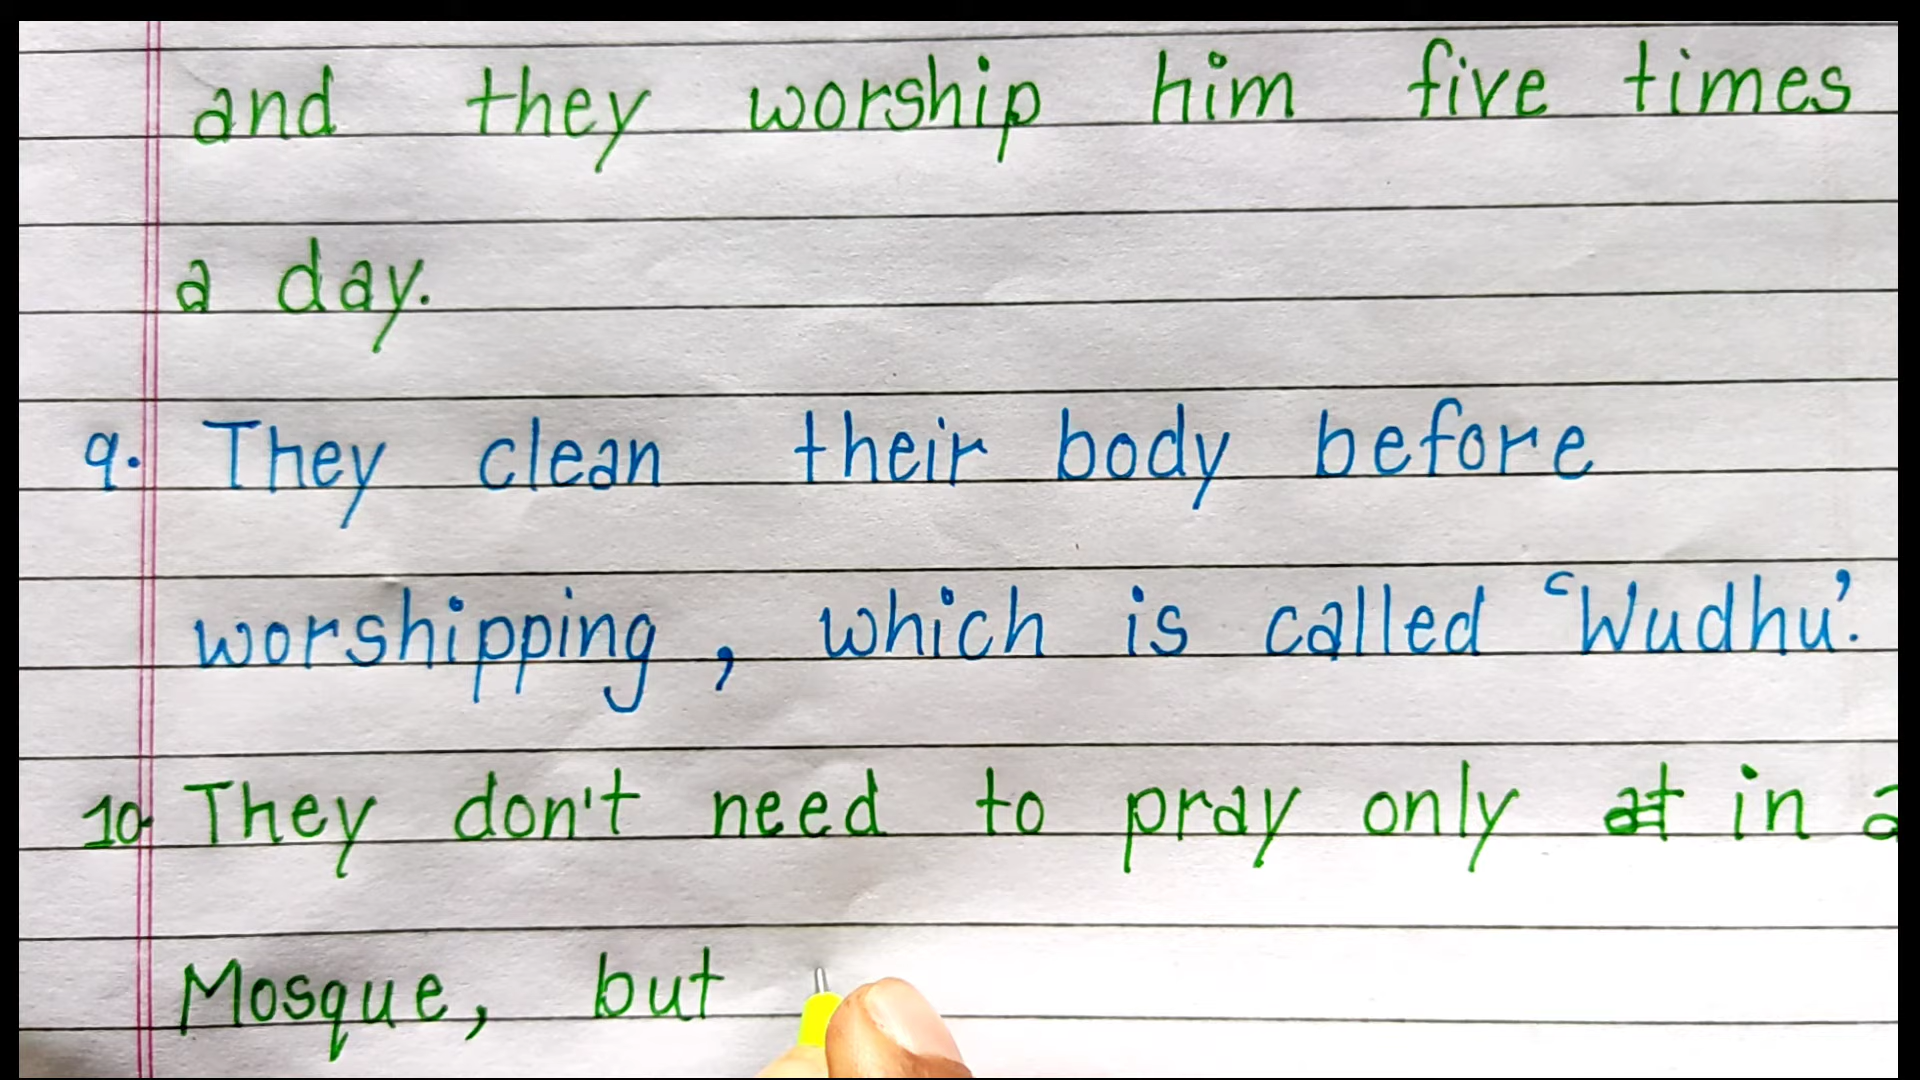 and they worship him five times
a day.
9. They clean their body before
worshipping, which is called ‘Wudhu’.
10. They don't need to pray only at in a
Mosque, but